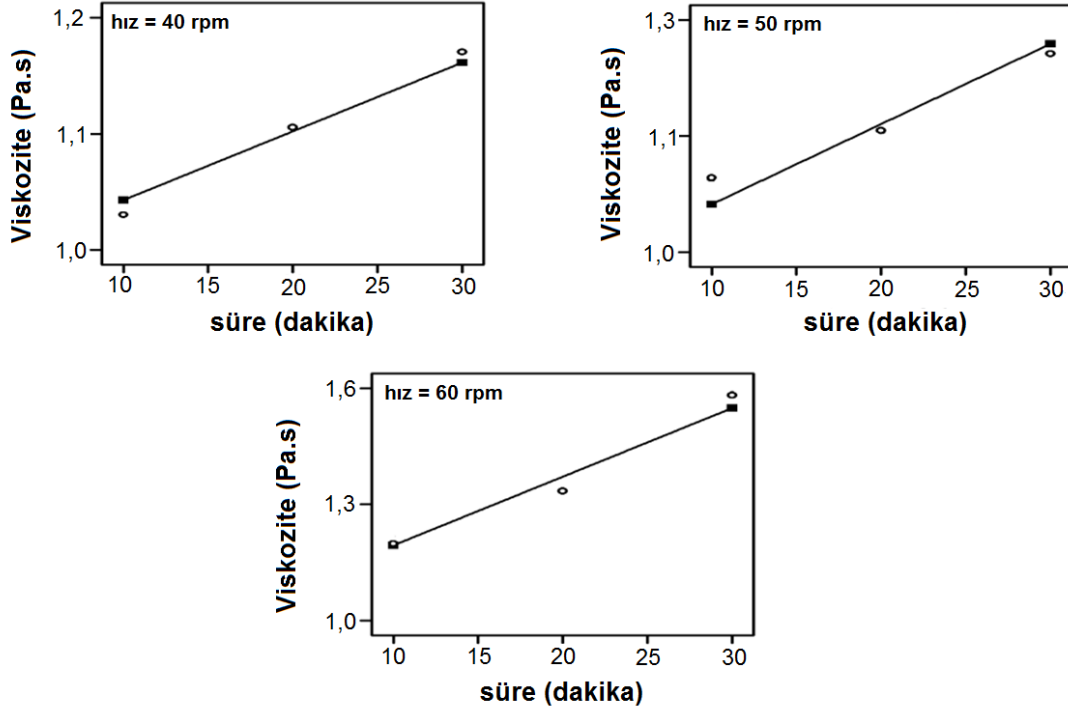 hız = 40 rpm
Viskozite (Pa.s)
1,2
1,1
1,0
10 15 20 25 30
süre (dakika)
hız = 50 rpm
Viskozite (Pa.s)
1,3
1,1
1,0
10 15 20 25 30
süre (dakika)
hız = 60 rpm
Viskozite (Pa.s)
1,6
1,3
1,0
10 15 20 25 30
süre (dakika)